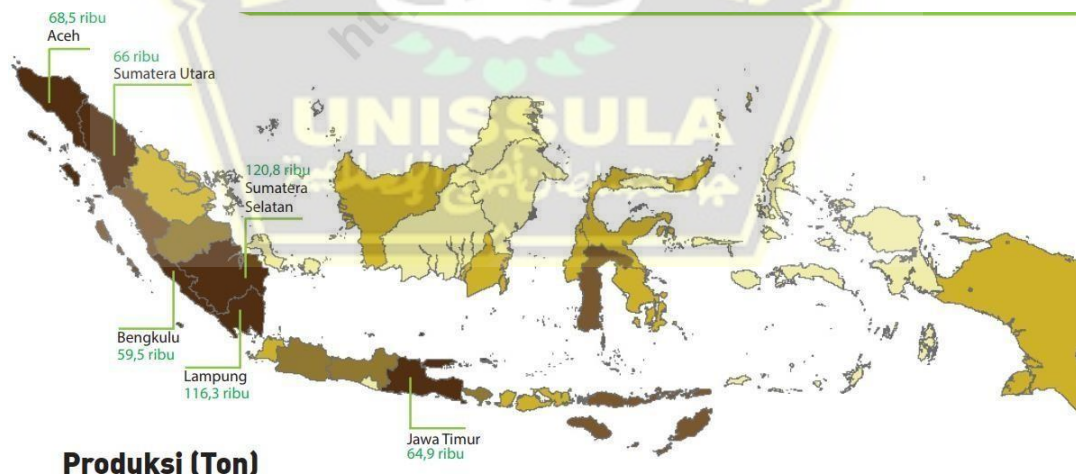 68,5 ribu
Aceh
66 ribu
Sumatera Utara
UNISSULA
120,8 ribu
Sumatera
Selatan
Bengkulu
59,5 ribu
Lampung
116,3 ribu
Jawa Timur
64,9 ribu
Produksi (Ton)